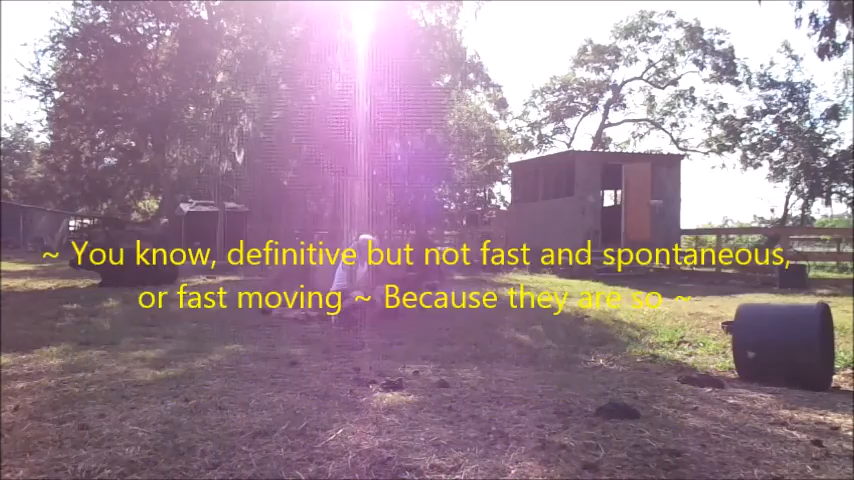 ~ You know, definitive but not fast and spontaneous,
or fast moving ~ Because they are so ~